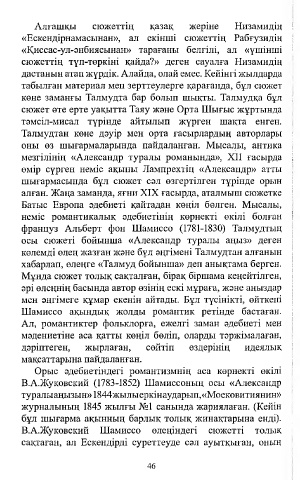 Алғашқы сюжеттің қазақ жеріне Низамидің
«Ескендірнамасынан», ал екінші сюжеттің Рабғузидің
«Қиссас-ул-әнбиясынан» тарағаны белгілі, ал «үшінші
сюжеттің түп-төркіні қайда?» деген сауалға Низамидің
дастанын атап жүрдік. Алайда, олай емес. Кейінгі жылдарда
табылған материал мен зерттеулерге қарағанда, бұл сюжет
көне заманғы Талмудта бар болып шықты. Талмудқа бұл
сюжет өте ерте уақытта Таяу және Орта Шығыс жұртында
тәмсіл-мисал түрінде айтылып жүрген шақта енген.
Талмудтан көне дәуір мен орта ғасырлардың авторлары
оны өз шығармаларында пайдаланған. Мысалы, антика
мезгілінің «Александр туралы романында», XII ғасырда
өмір сүрген неміс ақыны Лампрехтің «Александр» атты
шығармасында бұл сюжет сәл өзгертілген түрінде орын
алған. Жаңа заманда, яғни XIX ғасырда, аталмыш сюжетке
Батыс Европа әдебиеті қайтадан көңіл бөлген. Мысалы,
неміс романтикалық әдебиетінің көрнекті өкілі болған
француз Альберт фон Шамиссо (1781-1830) Талмудтың
осы сюжеті бойынша «Александр туралы аңыз» деген
көлемді өлең жазған және бұл әңгімені Талмудтан алғанын
хабардап, өлеңге «Талмуд бойынша» деп анықтама берген.
Мұнда сюжет толық сақталған, бірақ біршама кеңейтілген,
әрі өлеңнің басында автор өзінің ескі мұраға, және аңыздар
мен әңгімеге құмар екенін айтады. Бұл түсінікті, өйткені
Шамиссо ақындық жолды романтик ретінде бастаған.
Ал, романтиктер фольклорға, ежелгі заман әдебиеті мен
мәдениетіне аса қатты көңіл бөліп, оларды тәржімалаған,
дәріптеген, жырлаған, сөйтіп өздерінің идеялық
мақсаттарына пайдаланған.
Орыс әдебиетіндегі романтизмнің аса көрнекті өкілі
В.А.Жуковский (1783-1852) Шамиссоның осы «Александр
туралы аңызын» 1844 жылы еркін аударып, «Московитянин»
журналының 1845 жылғы №1 санында жариялаған. (Кейін
бұл шығарма ақынның барлық толық жинақтарына енді).
В.А.Жуковский Шамиссо өлеңіндегі сюжетті толық
сақтаған, ал Ескендірді суреттеуде сәл ауытқыған, оның
46